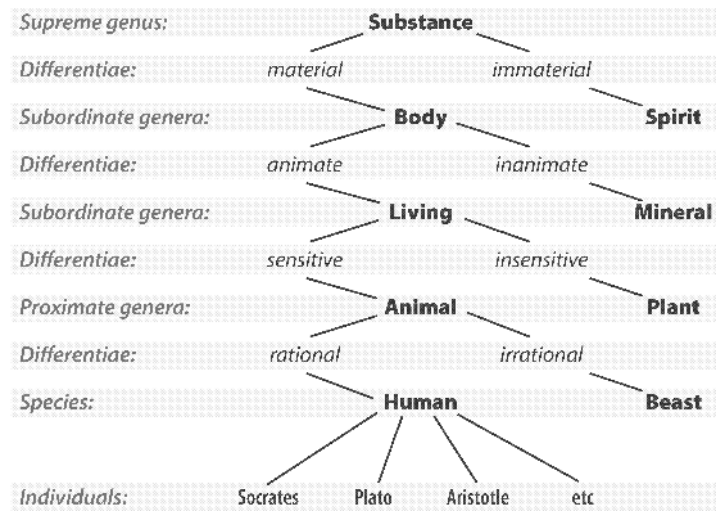 Supreme genus: Substance
Differentiae: material immaterial
Subordinate genera: Body Spirit
Differentiae: animate inanimate
Subordinate genera: Living Mineral
Differentiae: sensitive insensitive
Proximate genera: Animal Plant
Differentiae: rational irrational
Species: Human Beast
Individuals: Socrates Plato Aristotle etc